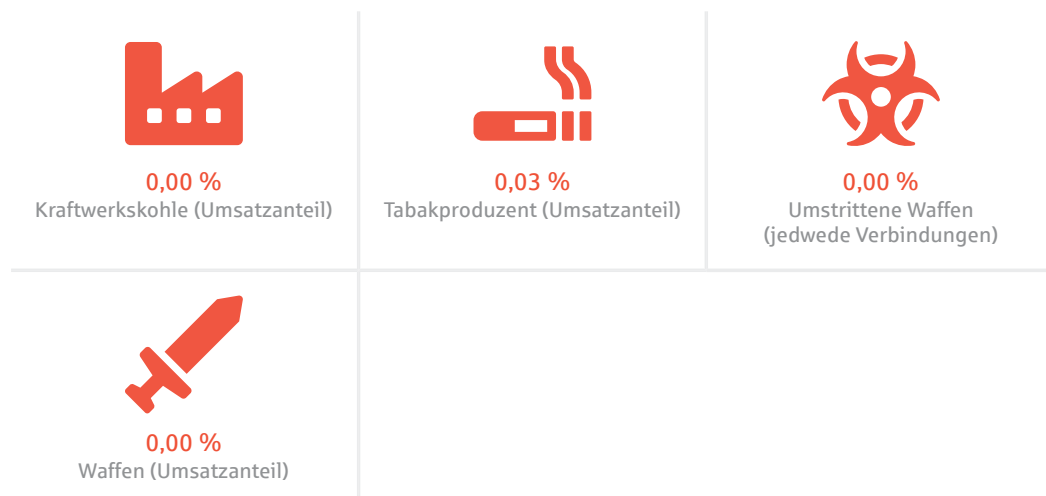 0,00 %
Kraftwerkskohle (Umsatzanteil)
0,03 %
Tabakproduzent (Umsatzanteil)
0,00 %
Umstrittene Waffen
(jedwede Verbindungen)
0,00 %
Waffen (Umsatzanteil)